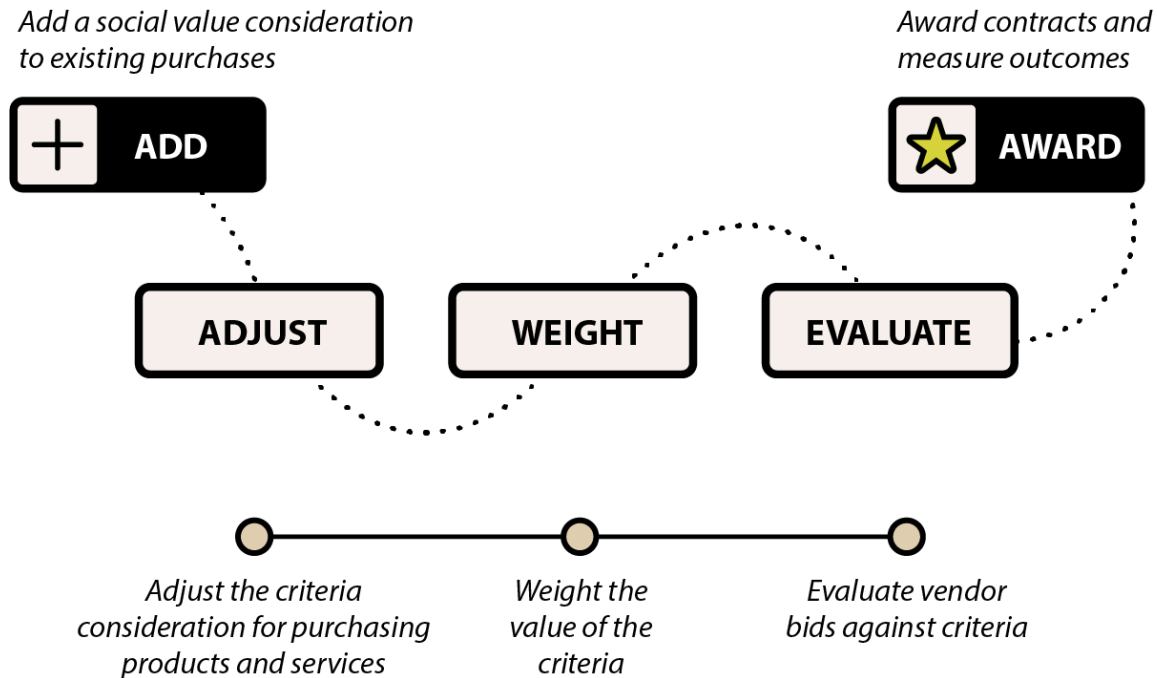 Add a social value consideration
to existing purchases
ADD
Award contracts and
measure outcomes
AWARD
ADJUST
WEIGHT
EVALUATE
Adjust the criteria
consideration for purchasing
products and services
Weight the
value of the
criteria
Evaluate vendor
bids against criteria